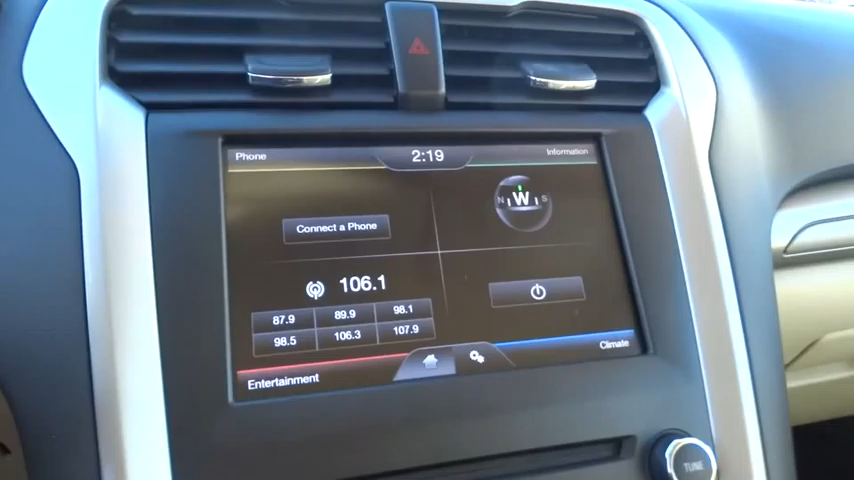 Phone 2:19 Information
N W S
Connect a Phone
106.1
87.9 89.9 98.1
98.5 106.3 107.9
Entertainment Climate
TUNE